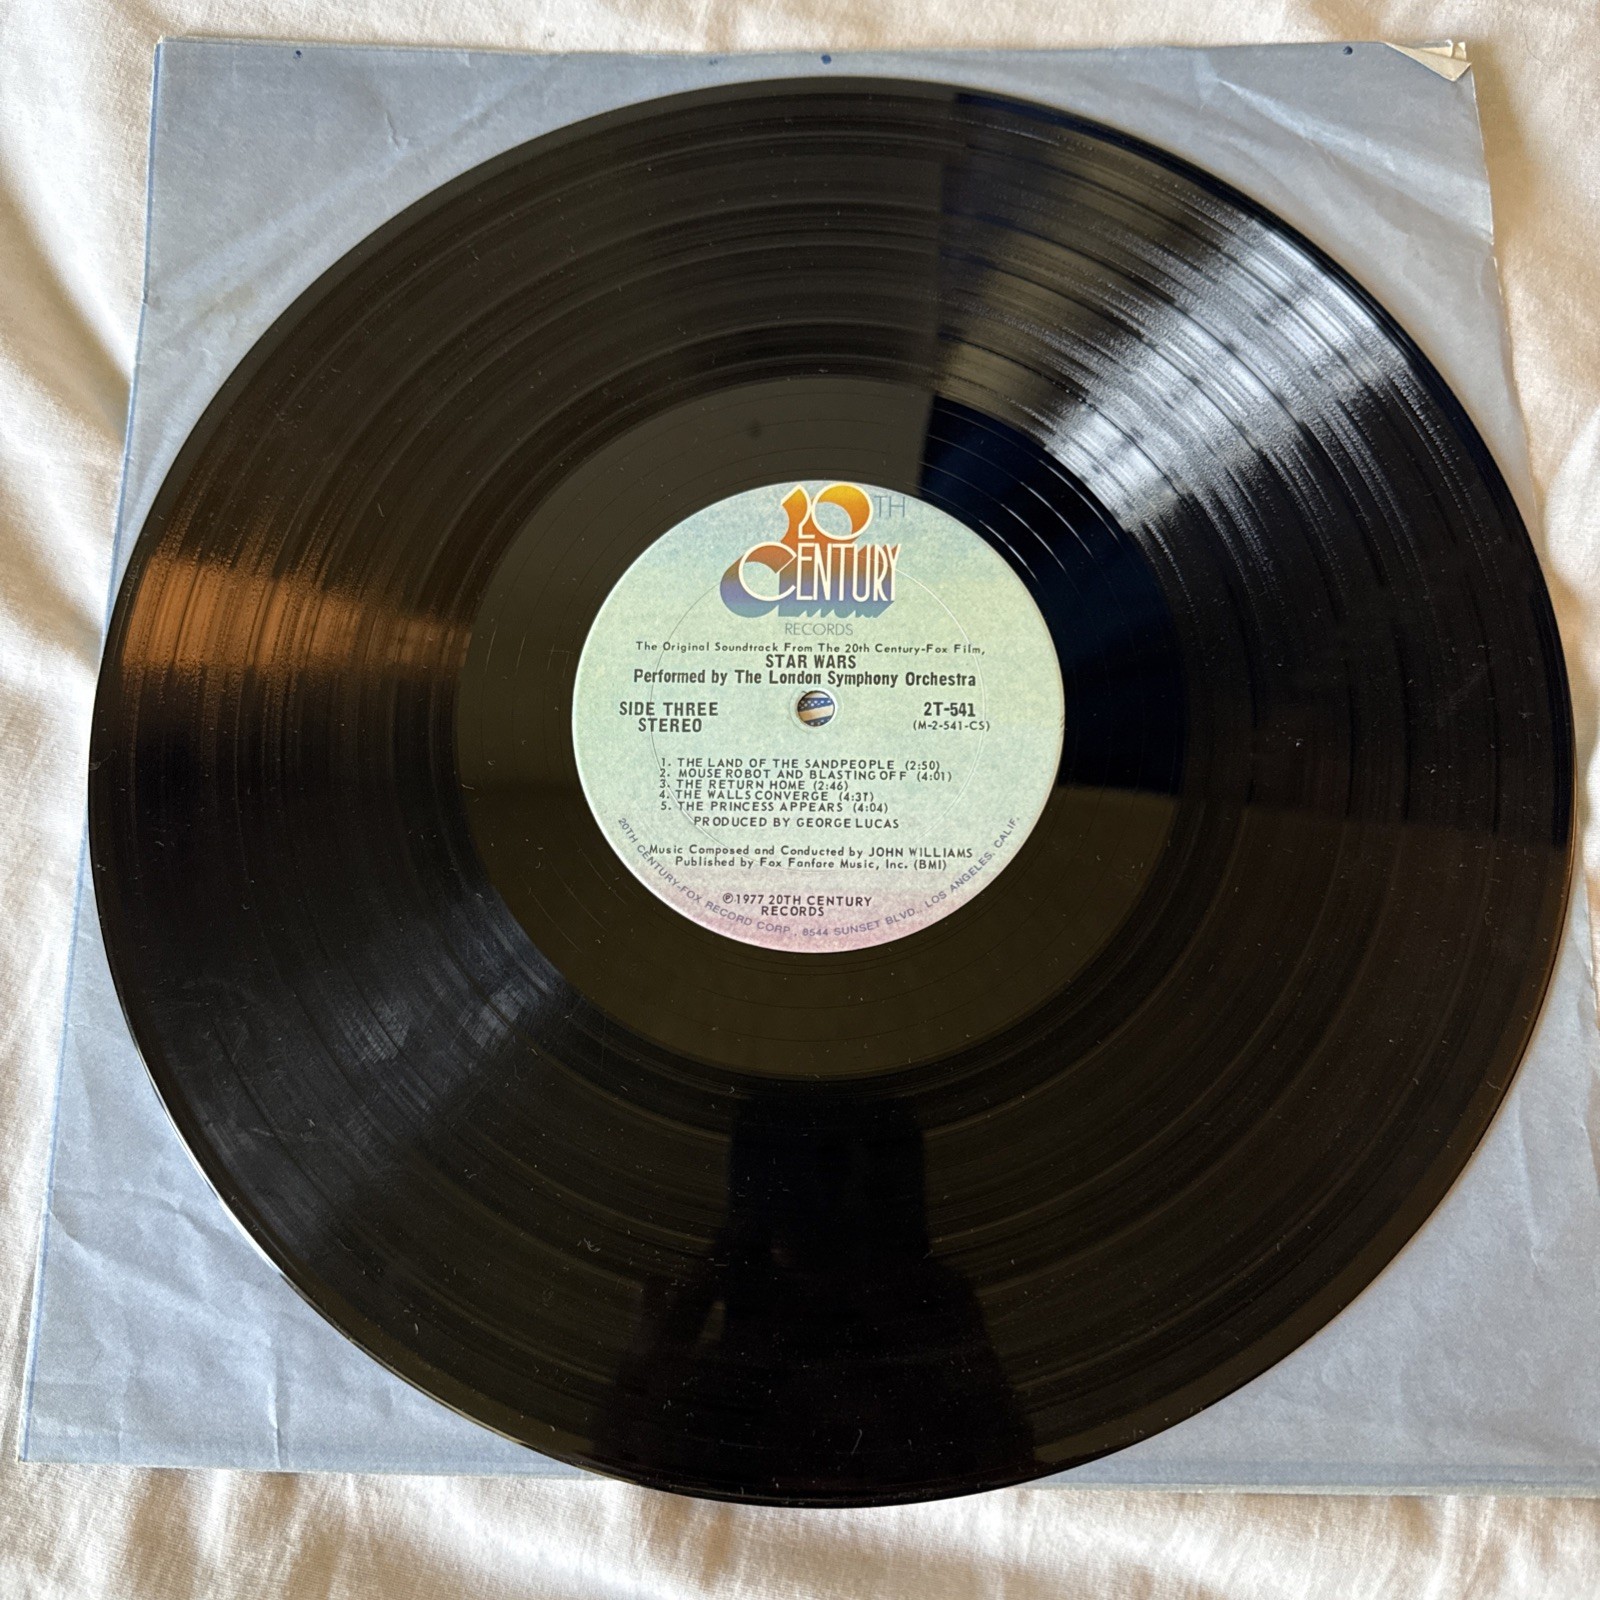 20TH
CENTURY
RECORDS
The Original Soundtrack From The 20th Century-Fox Film,
STAR WARS
Performed by The London Symphony Orchestra
SIDE THREE 2T-541
STEREO (M-2-541-CS)
1. THE LAND OF THE SANDPEOPLE (2:50)
2. MOUSE ROBOT AND BLASTING OFF (4:01)
3. THE RETURN HOME (2:46)
4. THE WALLS CONVERGE (4:37)
5. THE PRINCESS APPEARS (4:04)
PRODUCED BY GEORGE LUCAS
Music Composed and Conducted by JOHN WILLIAMS
Published by Fox Fanfare Music, Inc. (BMI)
℗1977 20TH CENTURY
RECORDS
20TH CENTURY-FOX RECORD CORP., 8544 SUNSET BLVD., LOS ANGELES, CALIF.